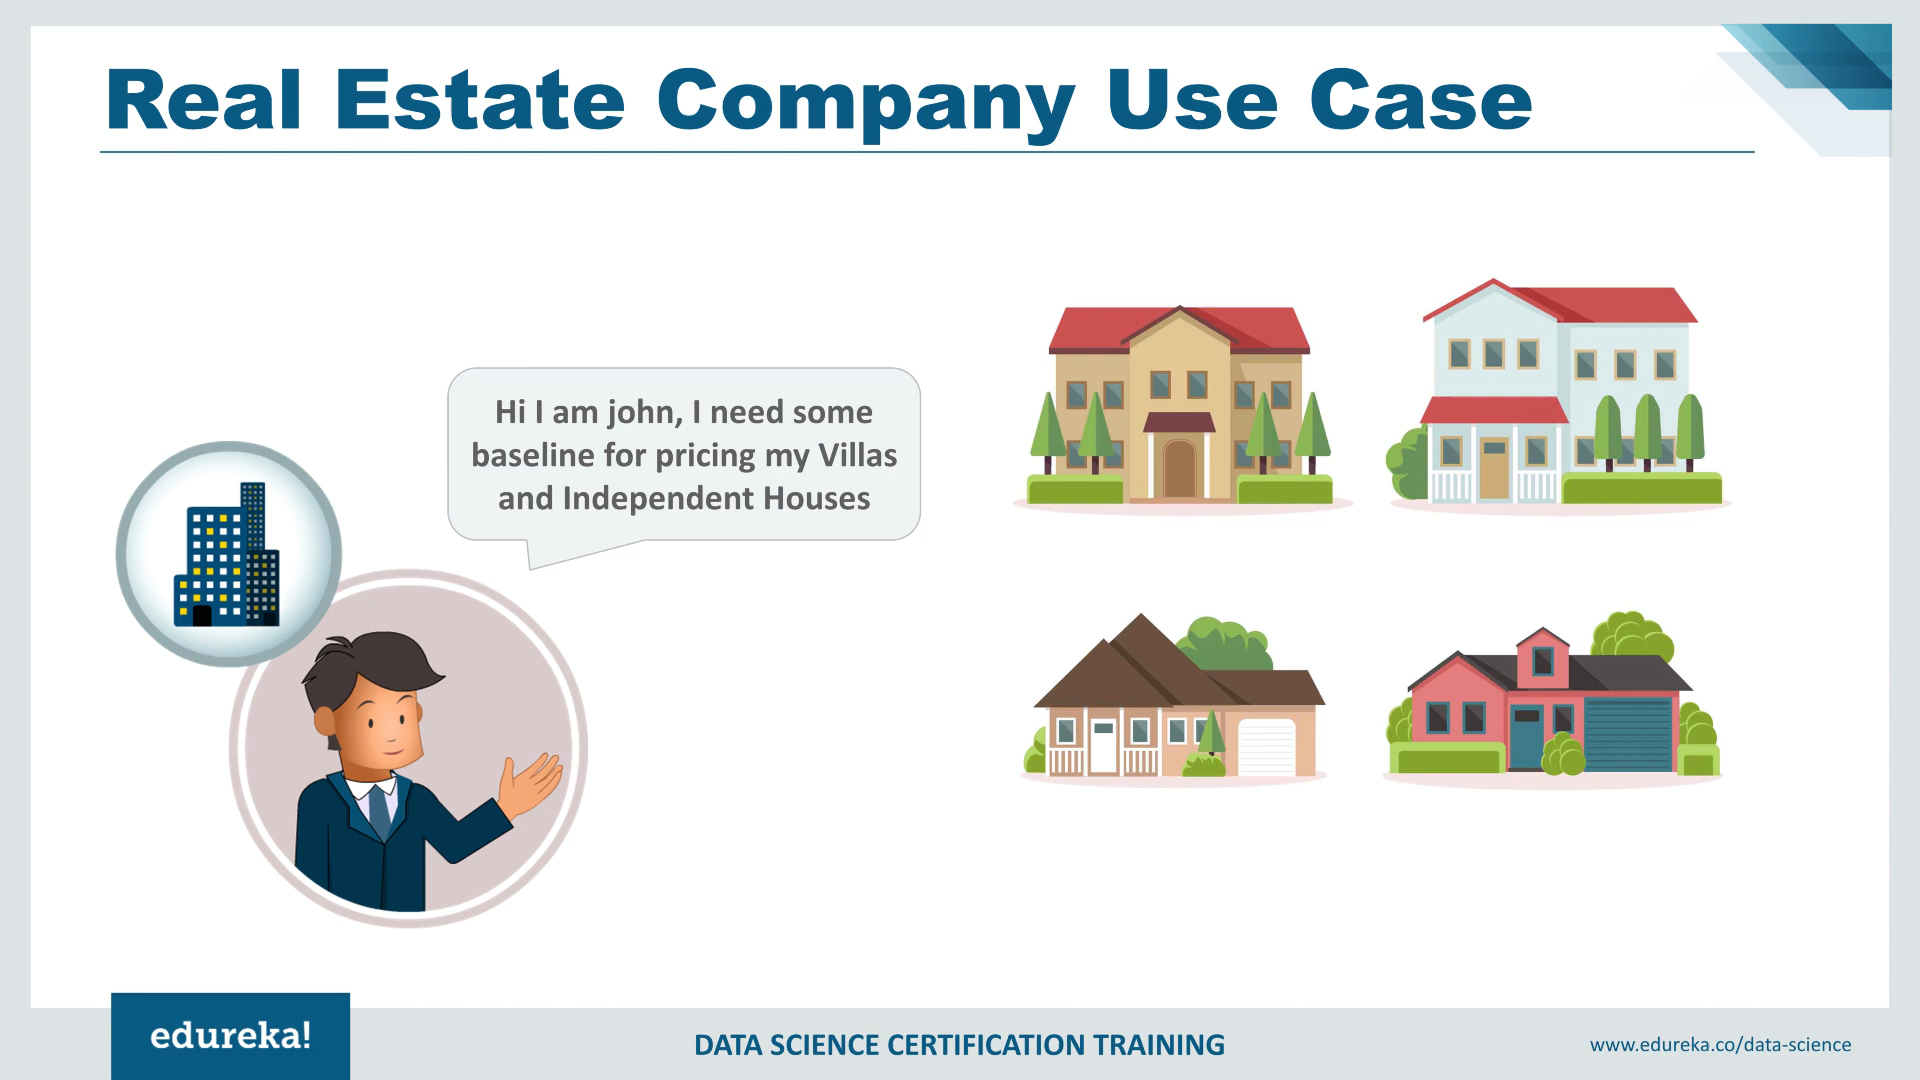 Real Estate Company Use Case
Hi I am john, I need some
baseline for pricing my Villas
and Independent Houses
edureka!
DATA SCIENCE CERTIFICATION TRAINING
www.edureka.co/data-science